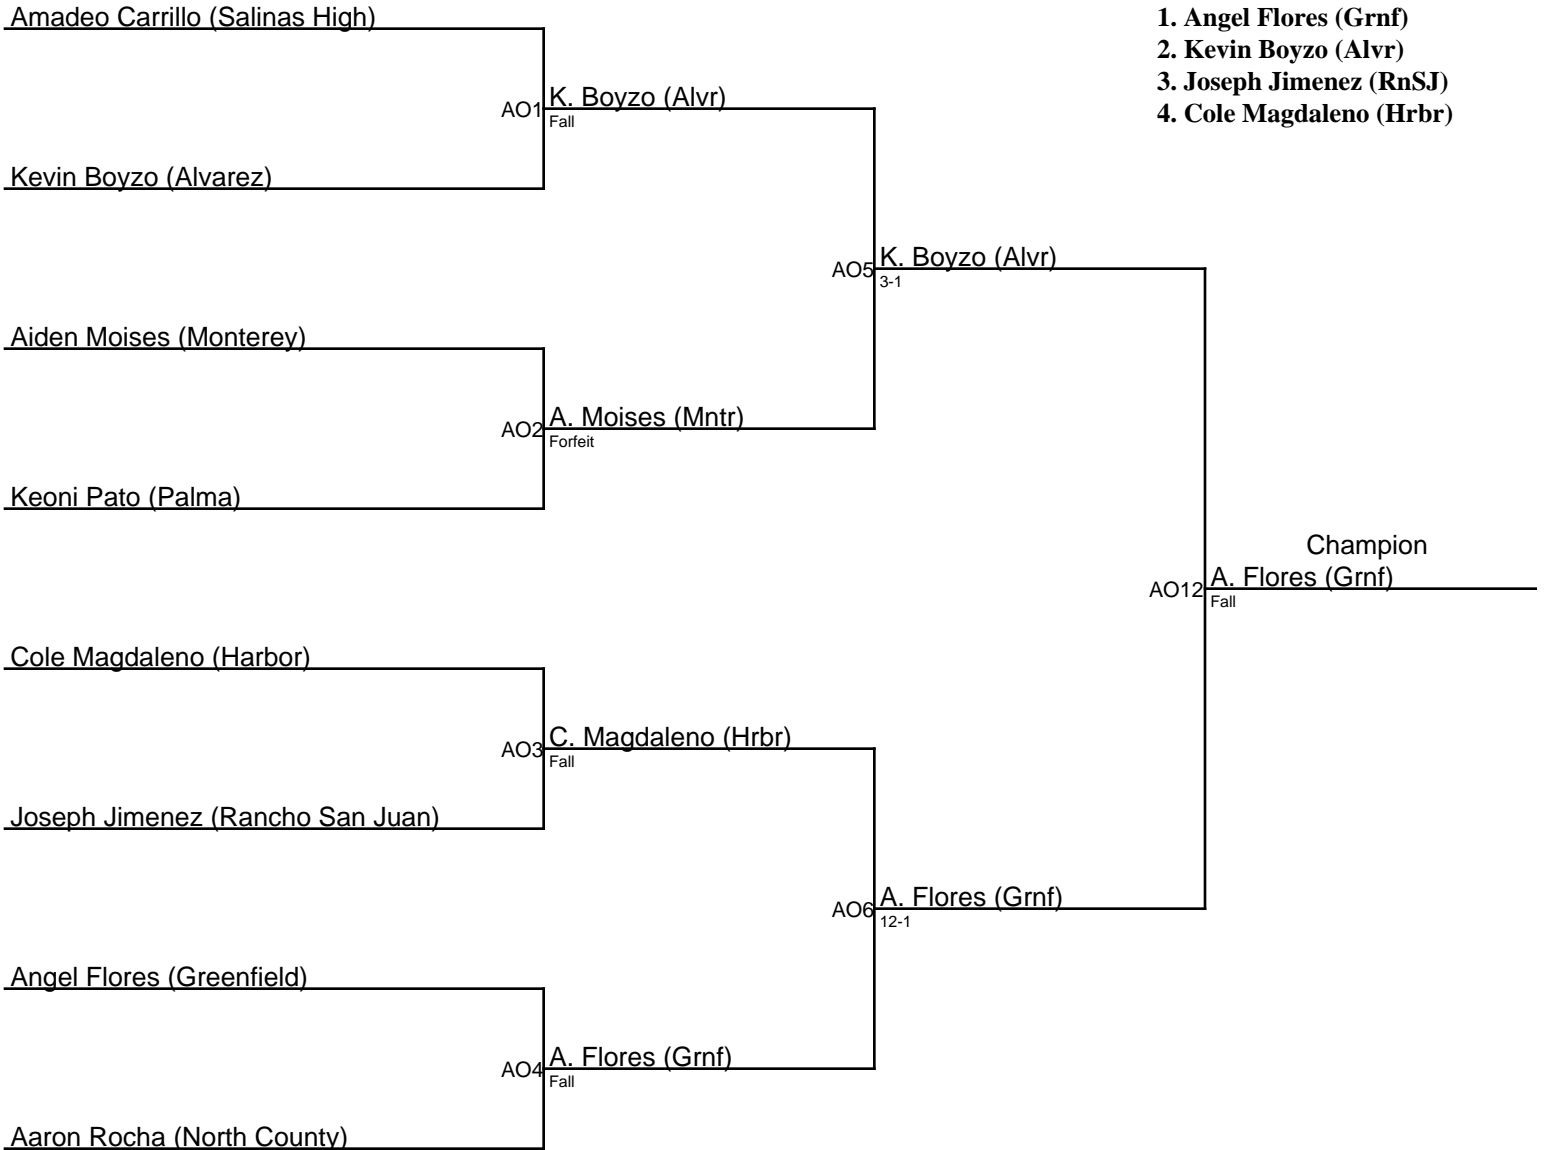 Amadeo Carrillo (Salinas High)
1. Angel Flores (Grnf)
2. Kevin Boyzo (Alvr)
3. Joseph Jimenez (RnSJ)
4. Cole Magdaleno (Hrbr)
AO1 K. Boyzo (Alvr)
Fall
Kevin Boyzo (Alvarez)
AO5 K. Boyzo (Alvr)
3-1
Aiden Moises (Monterey)
AO2 A. Moises (Mntr)
Forfeit
Keoni Pato (Palma)
Champion
AO12 A. Flores (Grnf)
Fall
Cole Magdaleno (Harbor)
AO3 C. Magdaleno (Hrbr)
Fall
Joseph Jimenez (Rancho San Juan)
AO6 A. Flores (Grnf)
12-1
Angel Flores (Greenfield)
AO4 A. Flores (Grnf)
Fall
Aaron Rocha (North County)